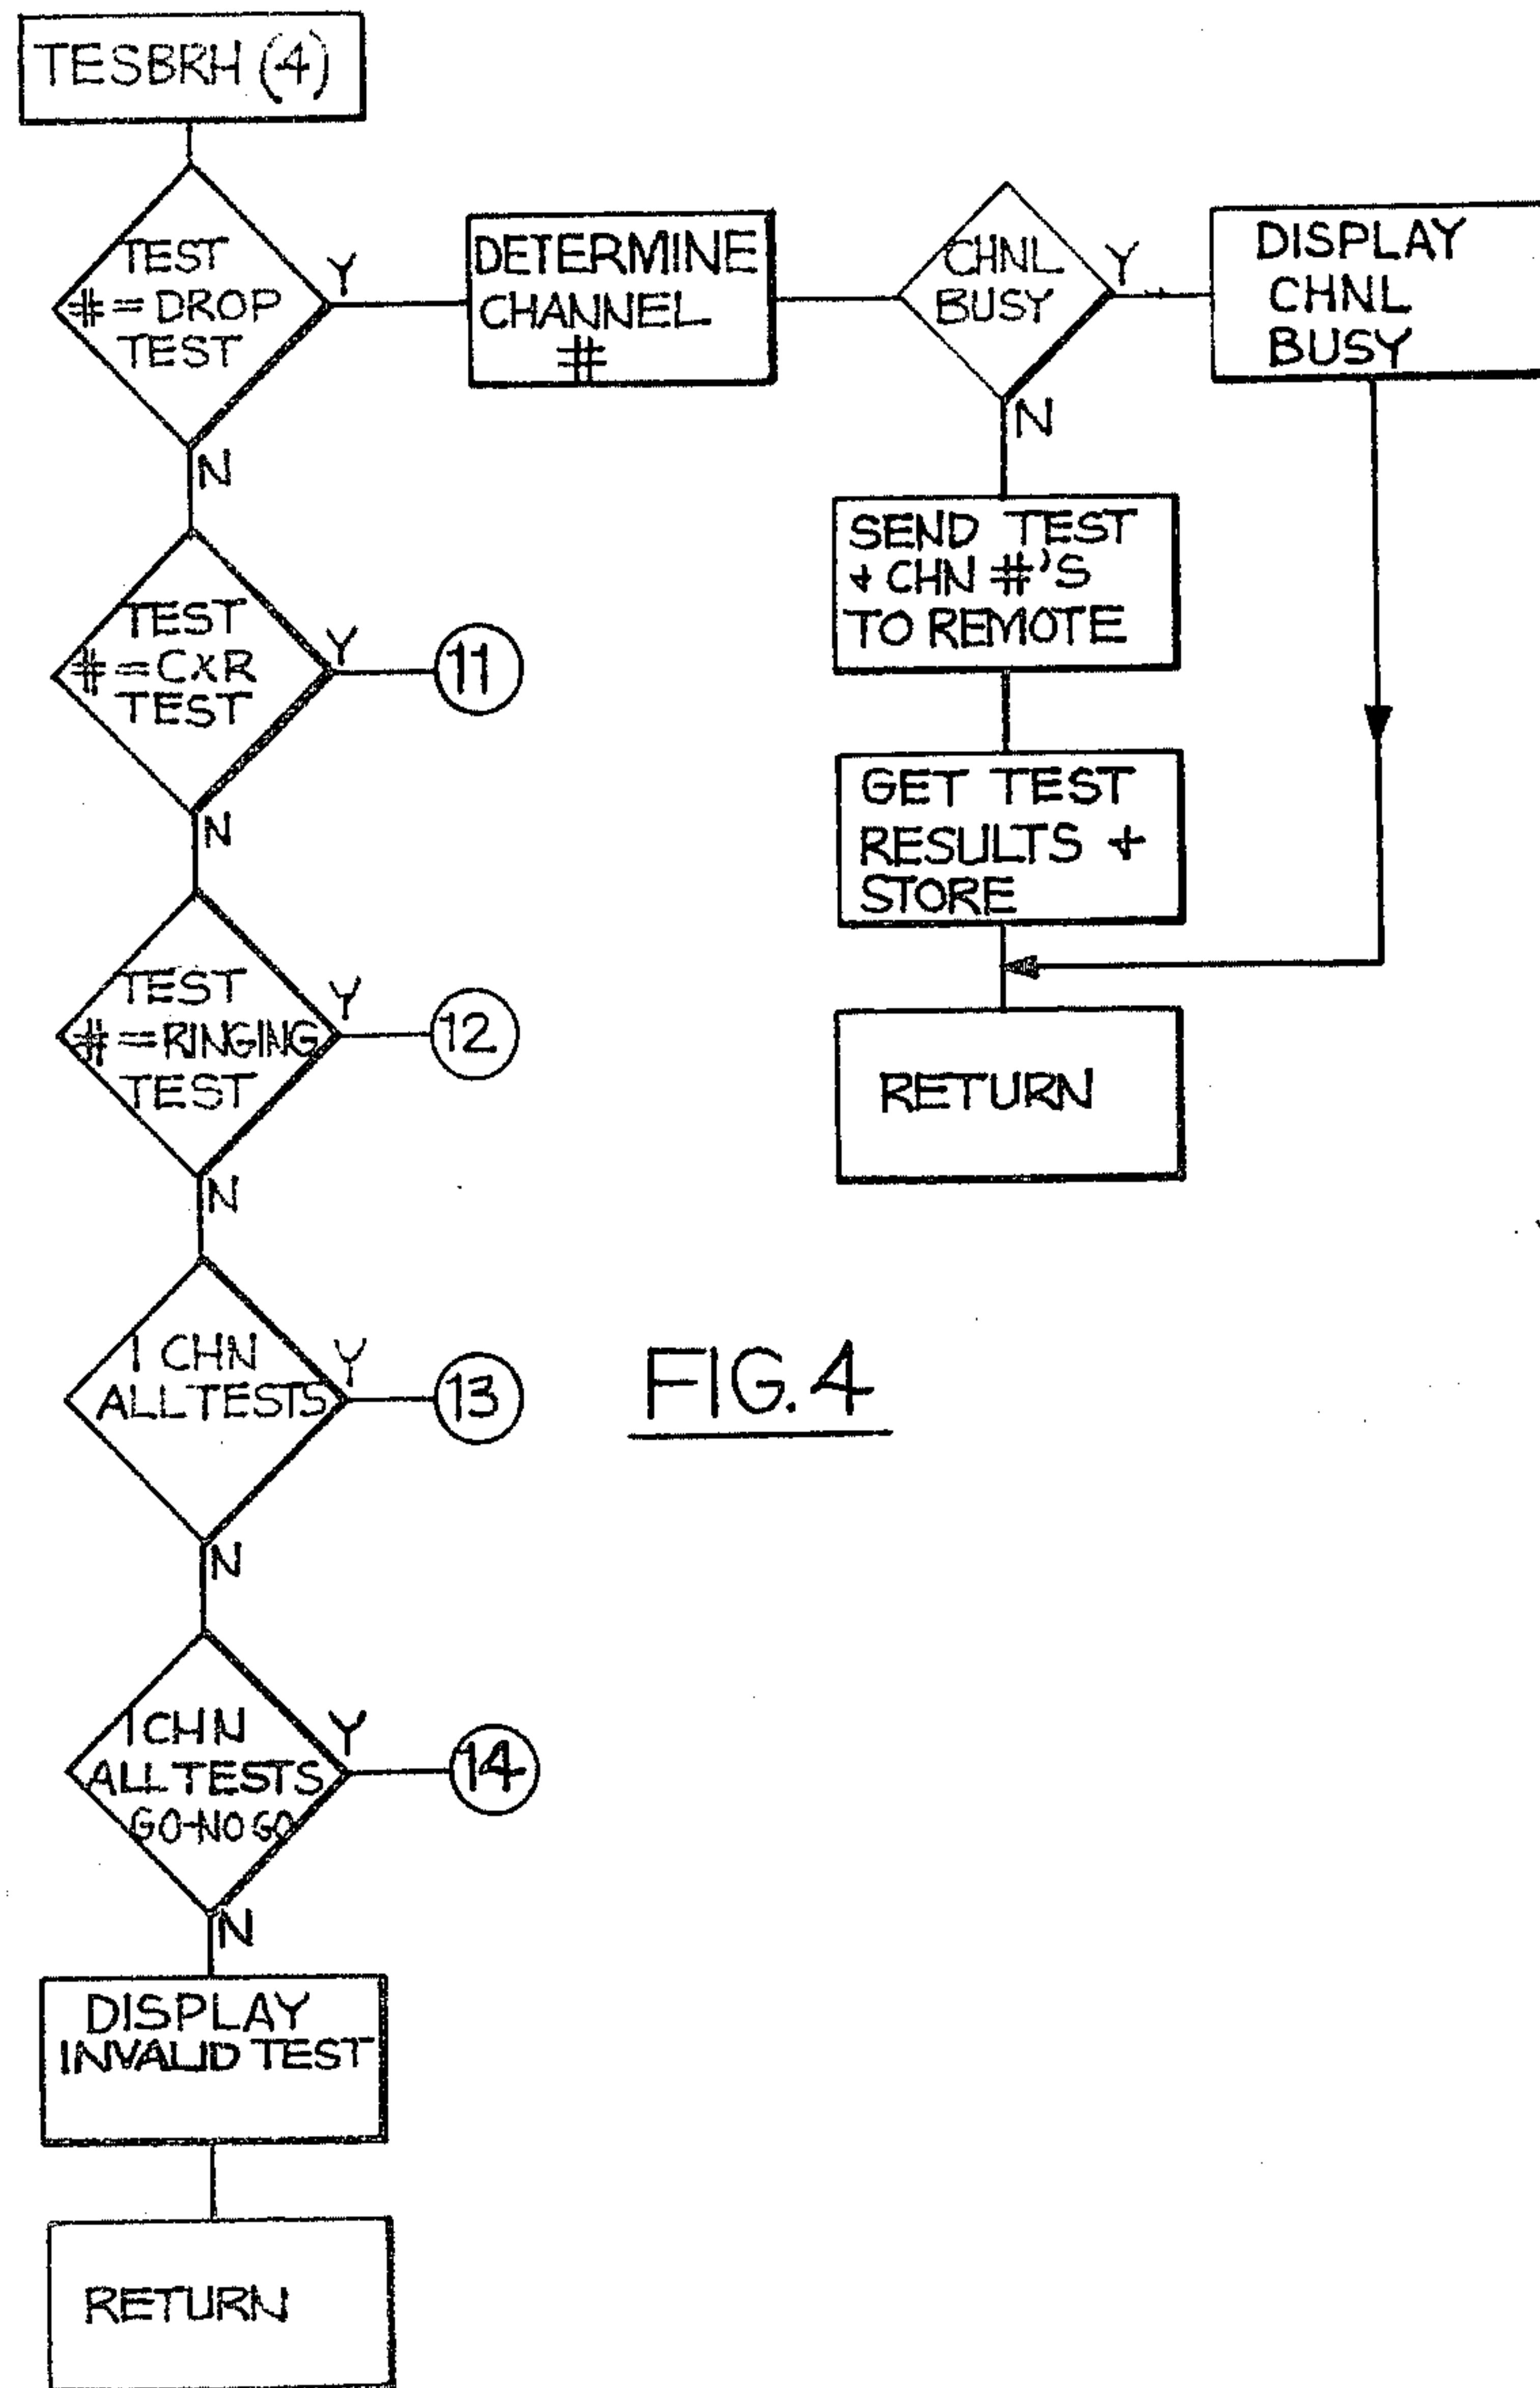 TESBRH (4)
TEST
# = DROP
TEST
Y
N
DETERMINE
CHANNEL
#
CHNL
BUSY
Y
N
DISPLAY
CHNL
BUSY
SEND TEST
+ CHN #'S
TO REMOTE
GET TEST
RESULTS +
STORE
RETURN
TEST
# = CXR
TEST
Y
N
11
TEST
# = RINGING
TEST
Y
N
12
1 CHN
ALL TESTS
Y
N
13
FIG. 4
1 CHN
ALL TESTS
GO-NO GO
Y
N
14
DISPLAY
INVALID TEST
RETURN